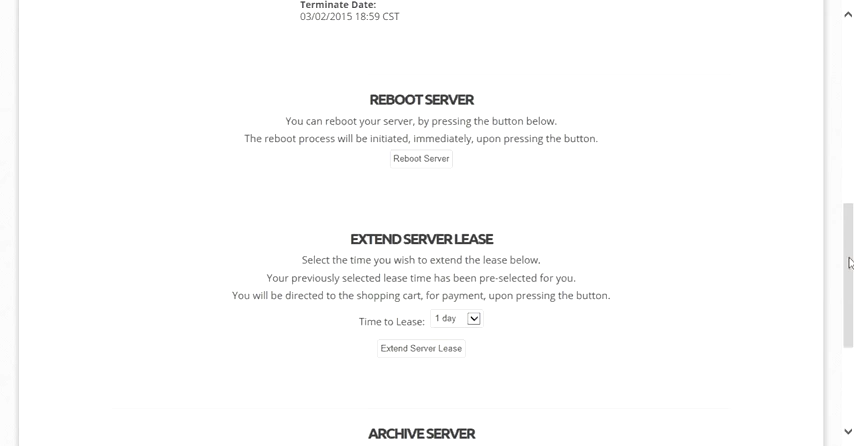 Terminate Date:
03/02/2015 18:59 CST
REBOOT SERVER
You can reboot your server, by pressing the button below.
The reboot process will be initiated, immediately, upon pressing the button.
Reboot Server
EXTEND SERVER LEASE
Select the time you wish to extend the lease below.
Your previously selected lease time has been pre-selected for you.
You will be directed to the shopping cart, for payment, upon pressing the button.
Time to Lease: 1 day
Extend Server Lease
ARCHIVE SERVER